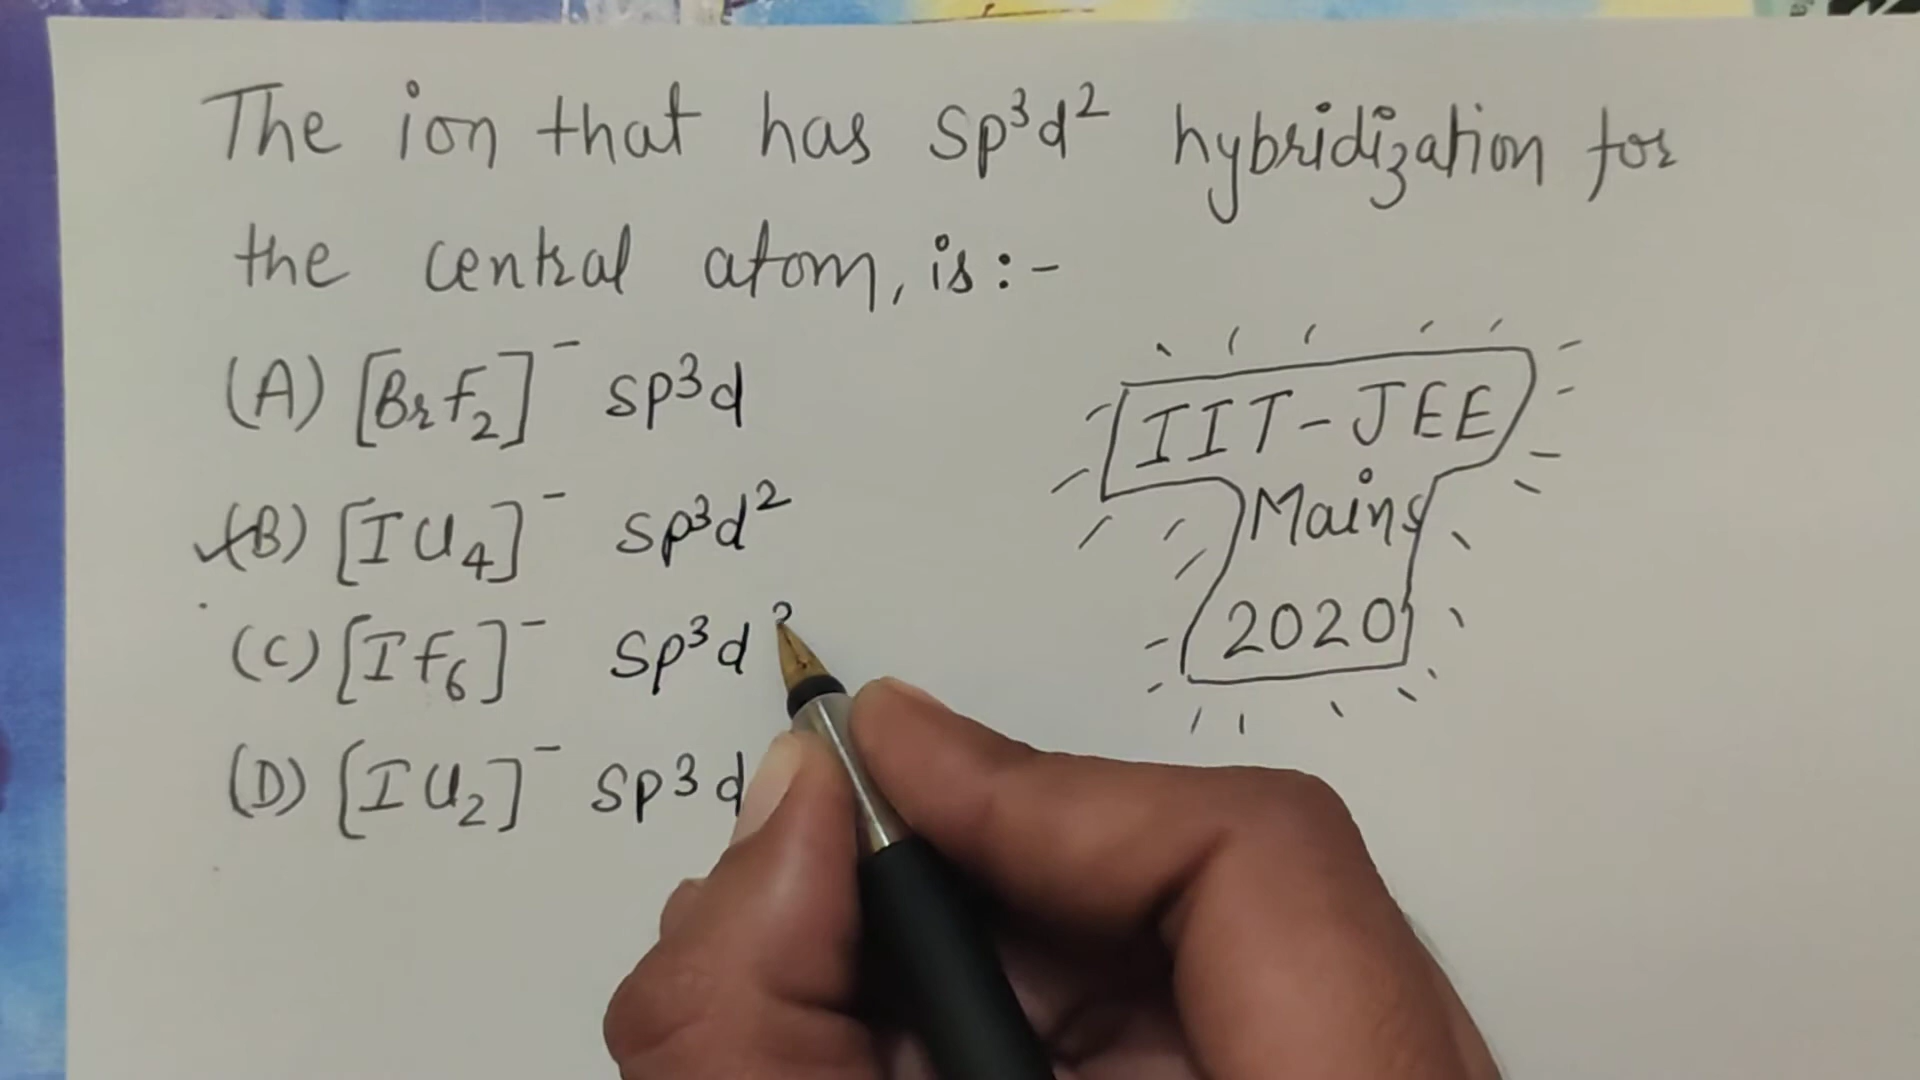 The ion that has sp³d² hybridization for
the central atom, is :-
(A) [BrF₂]⁻ sp³d
(B) [ICl₄]⁻ sp³d²
(C) [IF₆]⁻ sp³d³
(D) [ICl₂]⁻ sp³d
IIT-JEE
Mains
2020